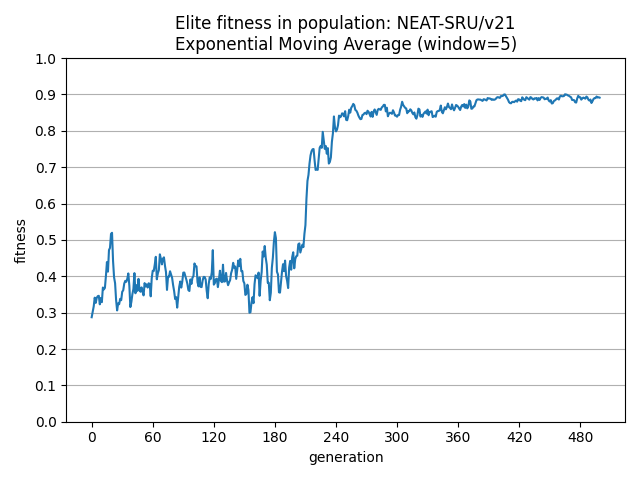 Elite fitness in population: NEAT-SRU/v21
Exponential Moving Average (window=5)
1.0
0.9
0.8
0.7
0.6
0.5
0.4
0.3
0.2
0.1
0.0
fitness
0 60 120 180 240 300 360 420 480
generation